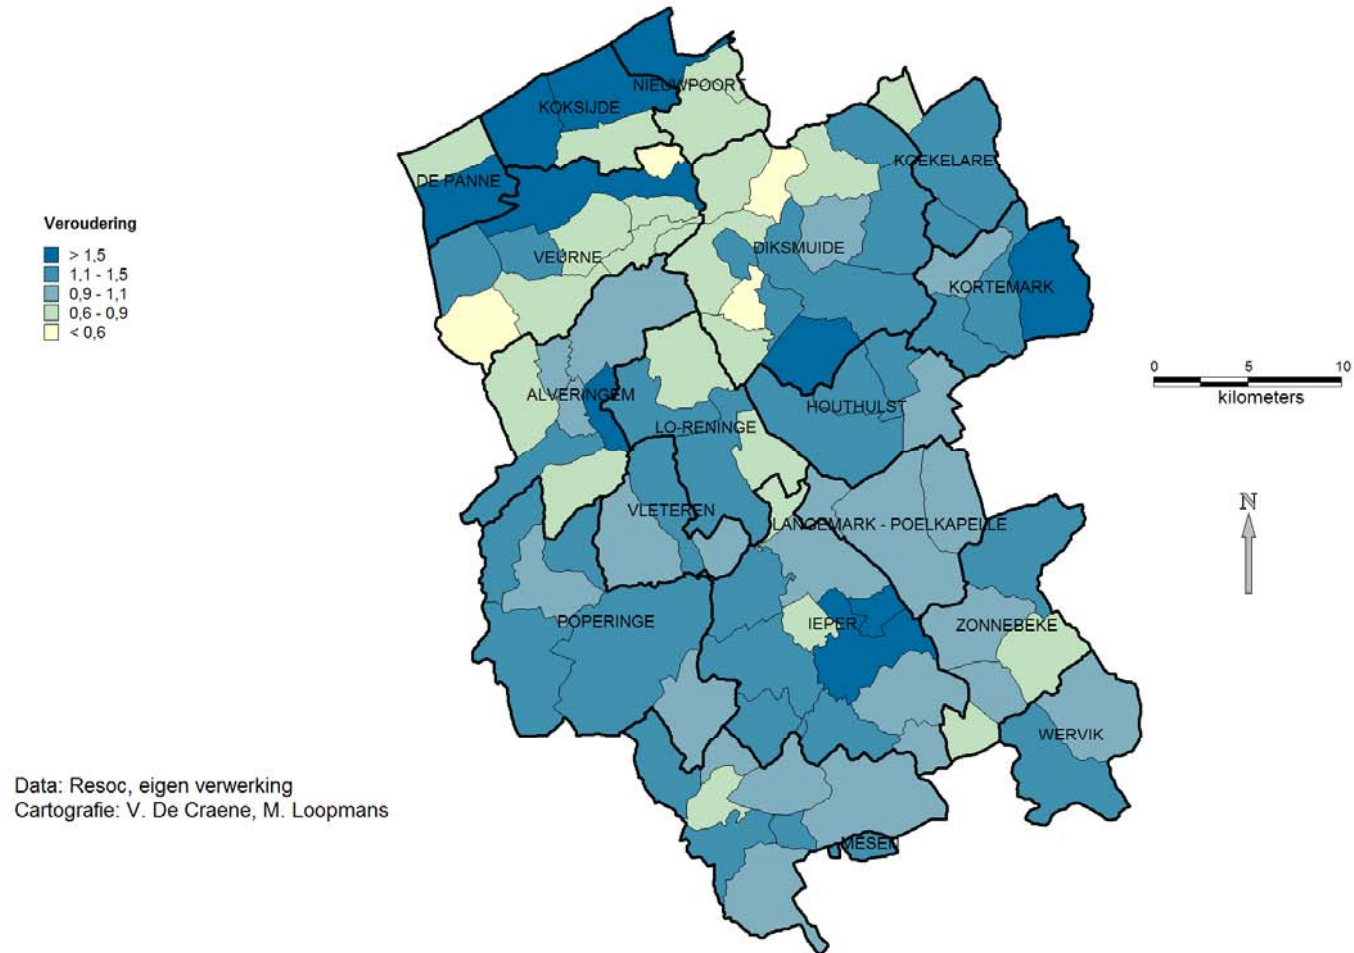 NIEUWPOORT
KOKSIJDE
KOEKELARE
DE PANNE
Veroudering
> 1,5
1,1 - 1,5
0,9 - 1,1
0,6 - 0,9
< 0,6
VEURNE
DIKSMUIDE
KORTEMARK
0 5 10
kilometers
ALVERINGEM
HOUTHULST
LO-RENINGE
N
VLETEREN
LANGEMARK - POELKAPELLE
POPERINGE
IEPER
ZONNEBEKE
WERVIK
Data: Resoc, eigen verwerking
Cartografie: V. De Craene, M. Loopmans
MESEN